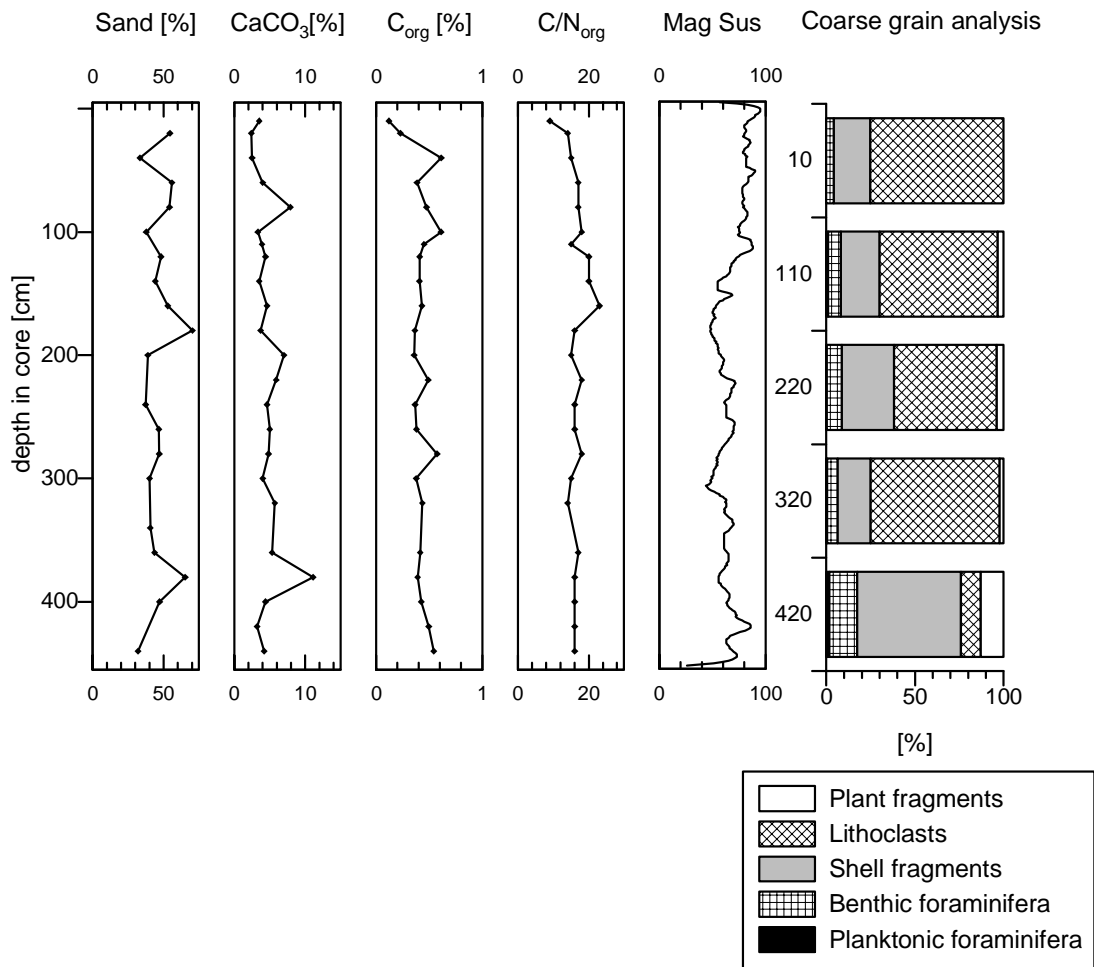 Sand [%] CaCO₃[%] C_org [%] C/N_org Mag Sus Coarse grain analysis
0 50 0 10 0 1 0 20 0 100
10
100
110
200
220
300
320
400
420
depth in core [cm]
0 50 0 10 0 1 0 20 0 100 0 50 100
[%]
Plant fragments
Lithoclasts
Shell fragments
Benthic foraminifera
Planktonic foraminifera